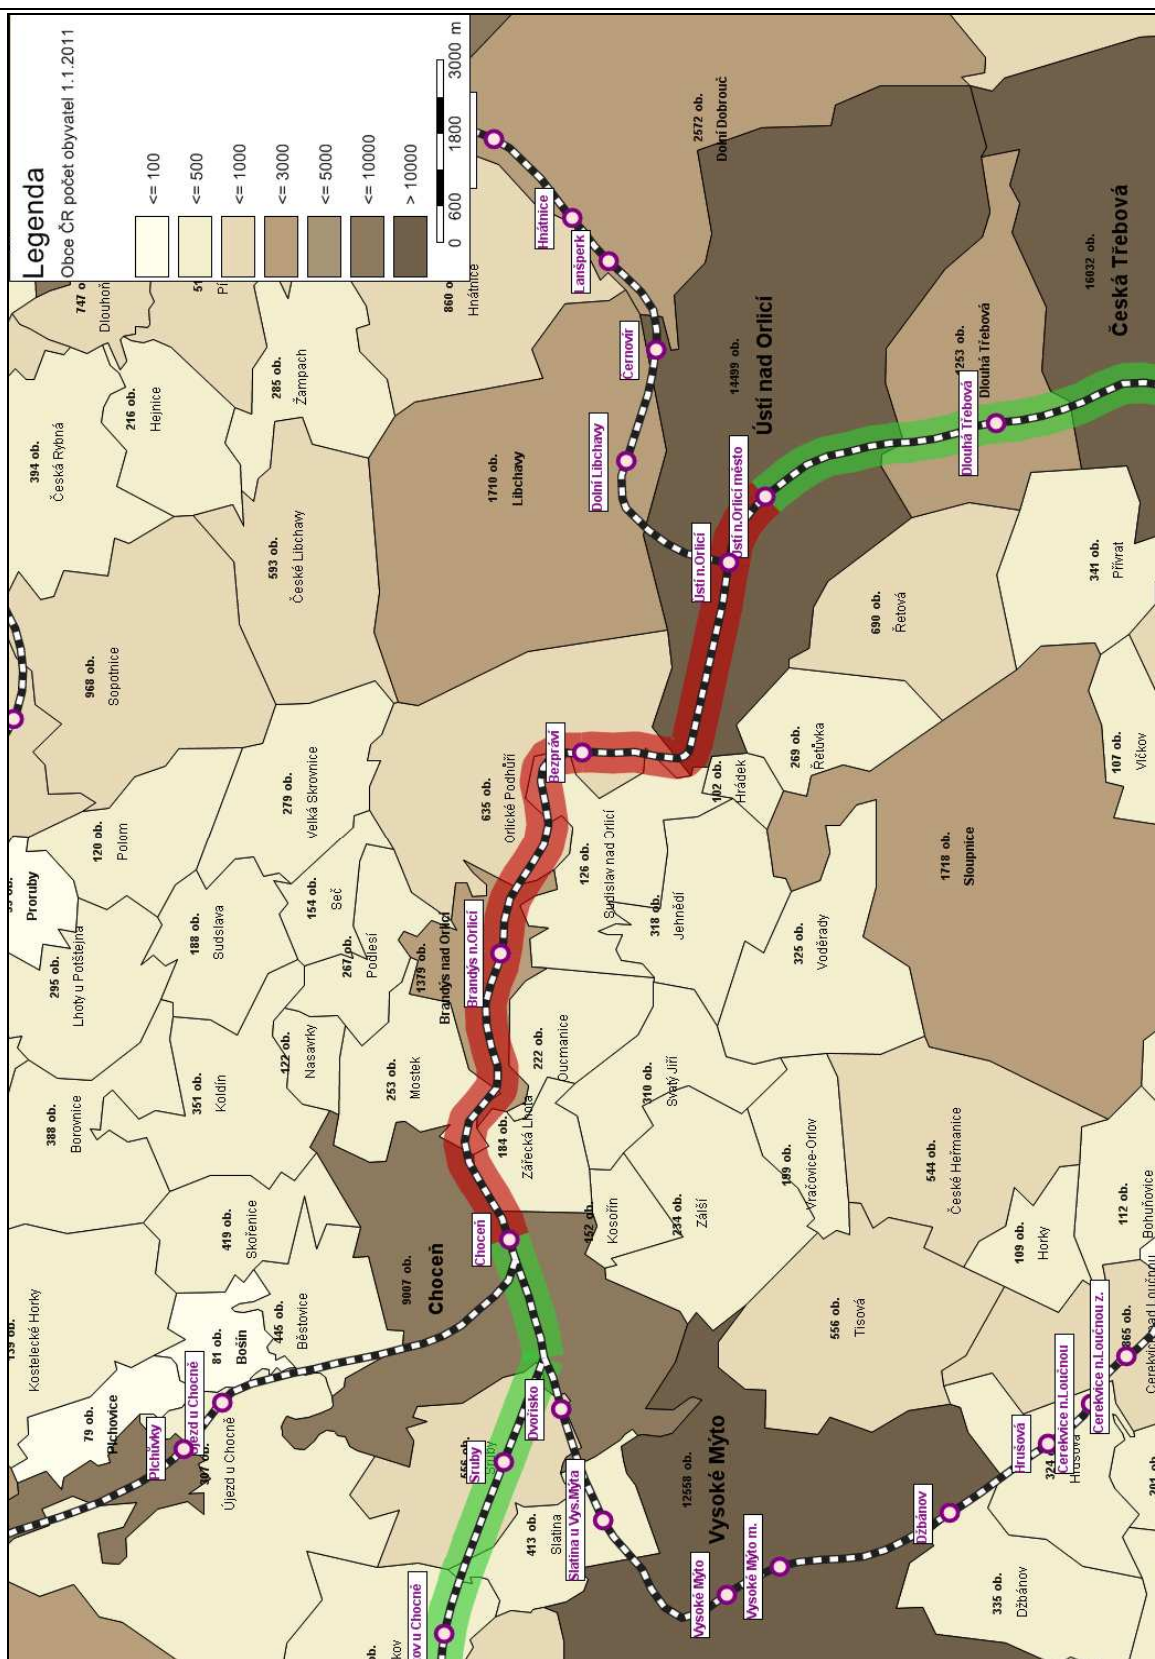 Legenda
Obce ČR počet obyvatel 1.1.2011
<= 100
<= 500
<= 1000
<= 3000
<= 5000
<= 10000
> 10000
0 600 1800 3000 m
Kostelecké Horky
388 ob.
Borovnice
295 ob.
Lhoty u Potštejna
Proruby
120 ob.
Polom
968 ob.
Sopotnice
394 ob.
Česká Rybná
747
216 ob.
Hejnice
79 ob.
Plchovice
Plchůvky
Újezd u Chocně
81 ob.
Bošín
419 ob.
Skořenice
351 ob.
Koldín
188 ob.
Sudslava
445 ob.
Běstovice
122 ob.
Nasavrky
154 ob.
Seč
279 ob.
Velká Skrovnice
593 ob.
České Libchavy
285 ob.
Žampach
253 ob.
Mostek
267 ob.
Podlesí
9007 ob.
Choceň
1379 ob.
Brandýs nad Orlicí
635 ob.
Orlické Podhůří
1710 ob.
Libchavy
860
Hnátnice
Brandýs n.Orlicí
Choceň
Bezpráví
Hnátnice
Lanšperk
Černovír
Dolní Libchavy
307 ob.
Újezd u Chocně
ov u Chocně
556 ob.
Sruby
Sruby
Dvořisko
413 ob.
Slatina
Slatina u Vys.Mýta
184 ob.
Zářecká Lhota
222 ob.
Sudislav nad Orlicí
126 ob.
152 ob.
Kosořín
310 ob.
Svatý Jiří
318 ob.
Jehnědí
234 ob.
Zálší
102 ob.
Hrádek
2572 ob.
Dolní Dobrouč
14499 ob.
Ústí nad Orlicí
Ústí n.Orlicí
Ústí n.Orlicí město
12558 ob.
Vysoké Mýto
Vysoké Mýto
Vysoké Mýto m.
Vračovice-Orlov
325 ob.
Voděrady
269 ob.
Řetůvka
690 ob.
Řetová
556 ob.
Tisová
544 ob.
České Heřmanice
1718 ob.
Sloupnice
Dlouhá Třebová
1253 ob.
Dlouhá Třebová
Džbánov
335 ob.
Džbánov
Hrušová
324
Hrušová
Cerekvice n.Loučnou
Cerekvice n.Loučnou z.
109 ob.
Horky
112 ob.
Bohuňovice
865 ob.
107 ob.
Vlčkov
341 ob.
Přívrat
16032 ob.
Česká Třebová